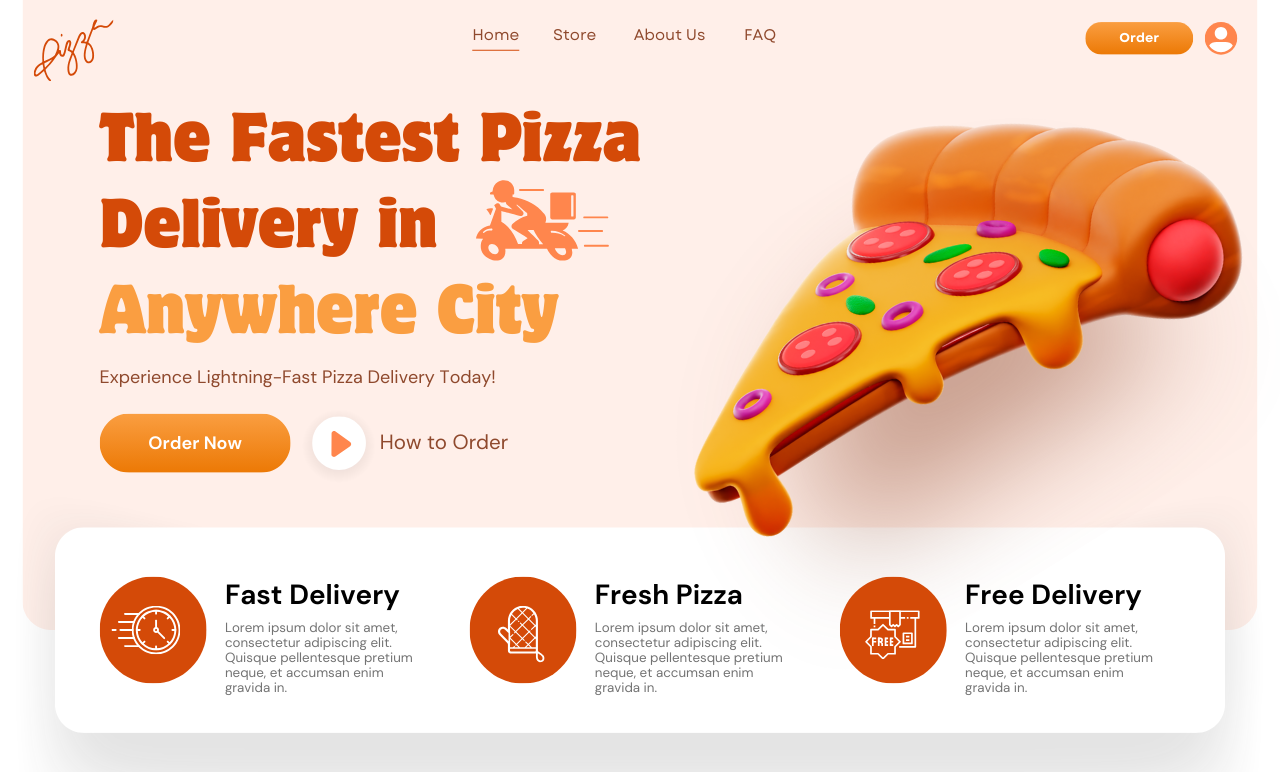 Pizz
Home Store About Us FAQ Order
The Fastest Pizza
Delivery in
Anywhere City
Experience Lightning-Fast Pizza Delivery Today!
Order Now How to Order
Fast Delivery
Lorem ipsum dolor sit amet,
consectetur adipiscing elit.
Quisque pellentesque pretium
neque, et accumsan enim
gravida in.
Fresh Pizza
Lorem ipsum dolor sit amet,
consectetur adipiscing elit.
Quisque pellentesque pretium
neque, et accumsan enim
gravida in.
FREE
Free Delivery
Lorem ipsum dolor sit amet,
consectetur adipiscing elit.
Quisque pellentesque pretium
neque, et accumsan enim
gravida in.